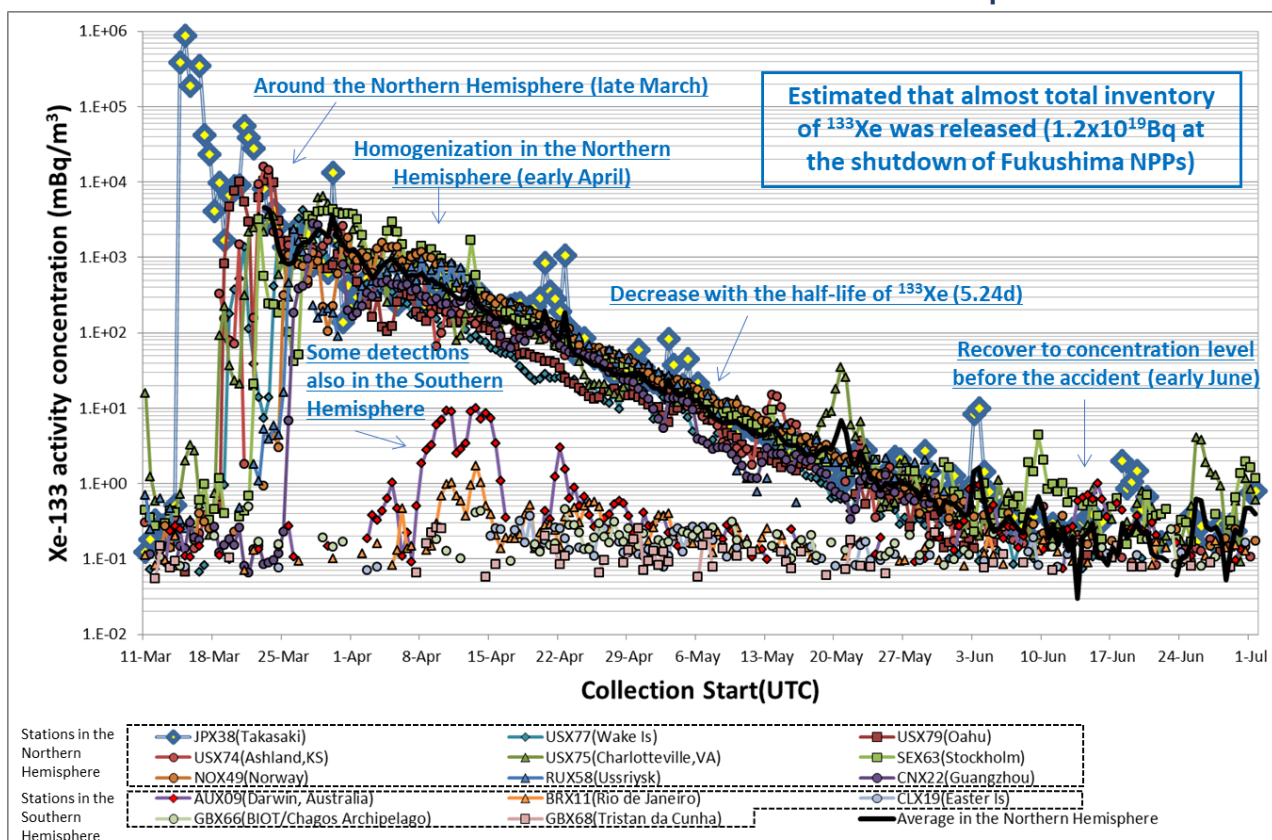 1.E+06
1.E+05
1.E+04
1.E+03
1.E+02
1.E+01
1.E+00
1.E-01
1.E-02
Xe-133 activity concentration (mBq/m³)
Around the Northern Hemisphere (late March)
Homogenization in the Northern
Hemisphere (early April)
Estimated that almost total inventory
of ¹³³Xe was released (1.2x10¹⁹Bq at
the shutdown of Fukushima NPPs)
Decrease with the half-life of ¹³³Xe (5.24d)
Some detections
also in the Southern
Hemisphere
Recover to concentration level
before the accident (early June)
11-Mar 18-Mar 25-Mar 1-Apr 8-Apr 15-Apr 22-Apr 29-Apr 6-May 13-May 20-May 27-May 3-Jun 10-Jun 17-Jun 24-Jun 1-Jul
Collection Start(UTC)
Stations in the
Northern
Hemisphere
JPX38(Takasaki) USX77(Wake Is) USX79(Oahu)
USX74(Ashland,KS) USX75(Charlotteville,VA) SEX63(Stockholm)
NOX49(Norway) RUX58(Ussriysk) CNX22(Guangzhou)
Stations in the
Southern
Hemisphere
AUX09(Darwin, Australia) BRX11(Rio de Janeiro) CLX19(Easter Is)
GBX66(BIOT/Chagos Archipelago) GBX68(Tristan da Cunha) Average in the Northern Hemisphere